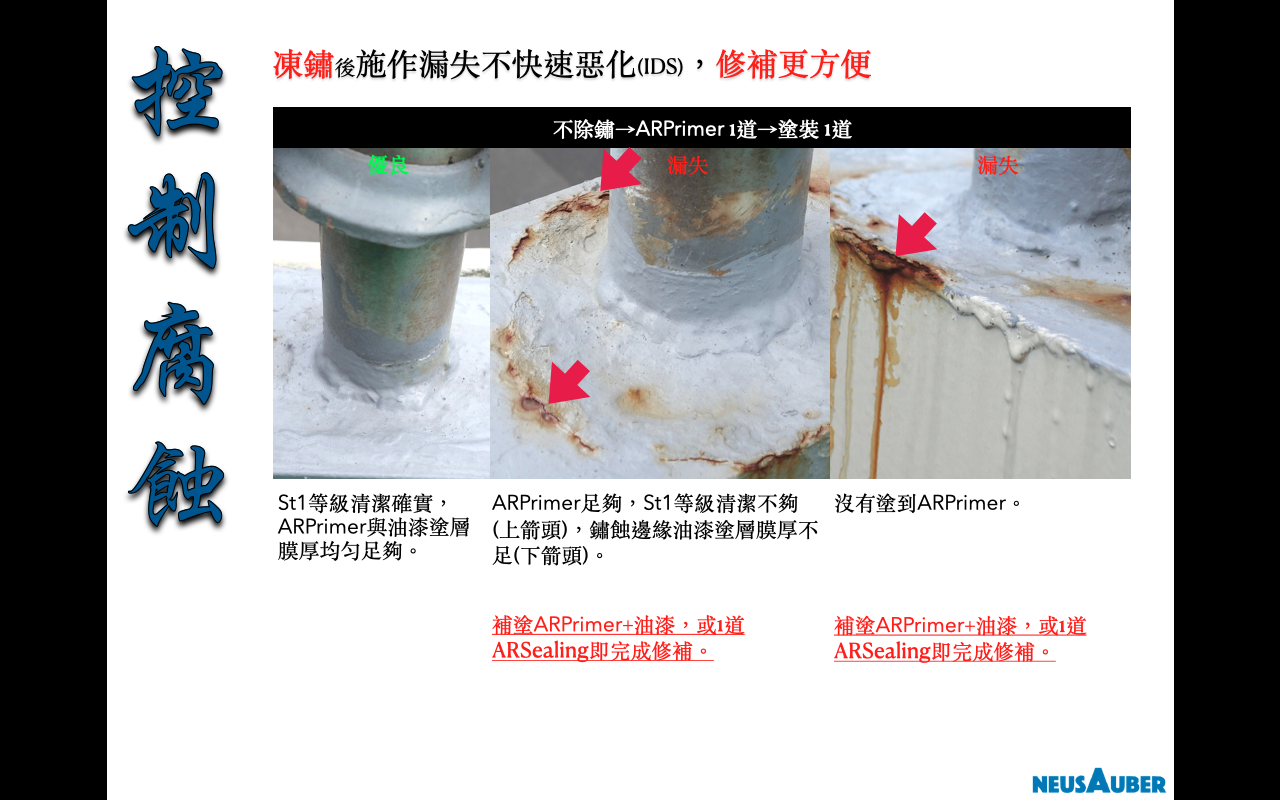 控制腐蝕
凍鏽後施作漏失不快速惡化(IDS)，修補更方便
不除鏽→ARPrimer 1道→塗裝 1道
優良
漏失
漏失
St1等級清潔確實，
ARPrimer與油漆塗層
膜厚均匀足夠。
ARPrimer足夠，St1等級清潔不夠
(上箭頭)，鏽蝕邊緣油漆塗層膜厚不
足(下箭頭)。
沒有塗到ARPrimer。
補塗ARPrimer+油漆，或1道
ARSealing即完成修補。
補塗ARPrimer+油漆，或1道
ARSealing即完成修補。
NEUSAUBER